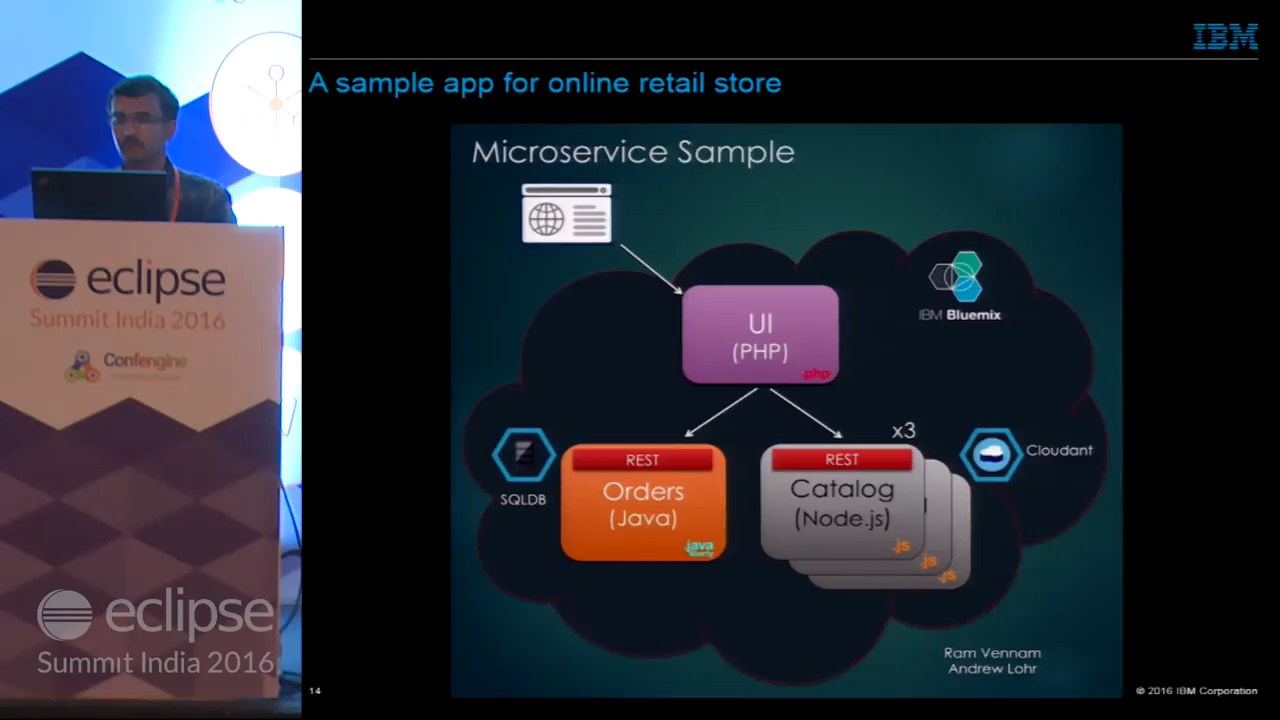 IBM
A sample app for online retail store
Microservice Sample
IBM Bluemix
UI
(PHP)
.php
x3
REST
Orders
(Java)
java
liberty
SQLDB
REST
Catalog
(Node.js)
.js
.js
.js
Cloudant
Ram Vennam
Andrew Lohr
14
© 2016 IBM Corporation
eclipse
Summit India 2016
Confengine
eclipse
Summit India 2016